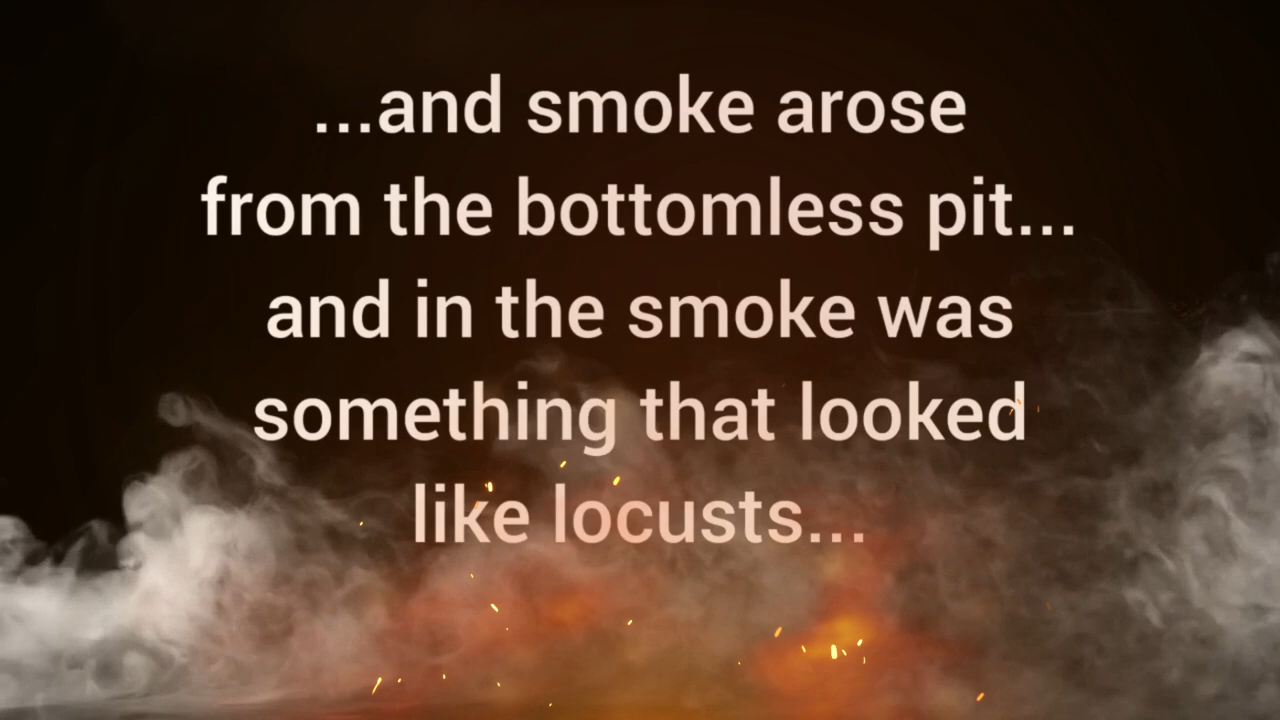 ...and smoke arose
from the bottomless pit...
and in the smoke was
something that looked
like locusts...